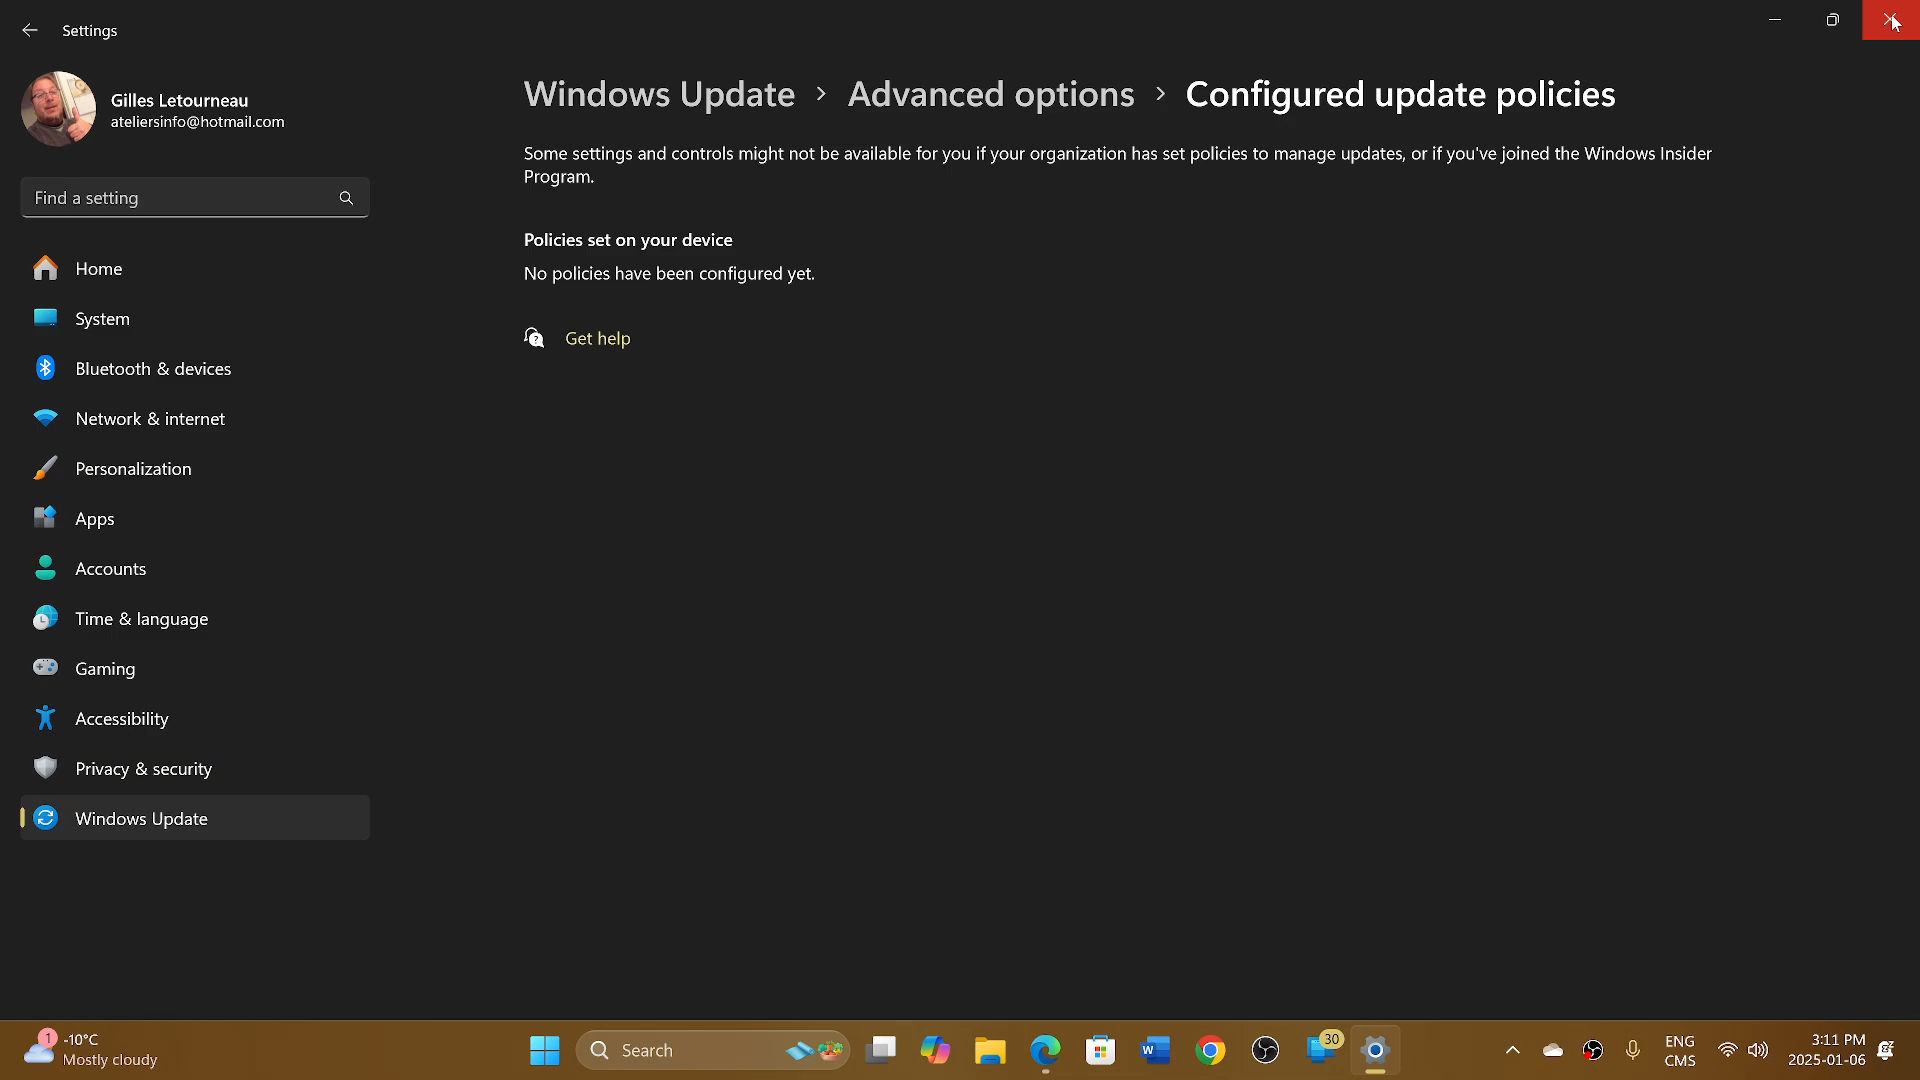 Settings
Gilles Letourneau
ateliersinfo@hotmail.com
Find a setting
Home
System
Bluetooth & devices
Network & internet
Personalization
Apps
Accounts
Time & language
Gaming
Accessibility
Privacy & security
Windows Update
Windows Update > Advanced options > Configured update policies
Some settings and controls might not be available for you if your organization has set policies to manage updates, or if you've joined the Windows Insider
Program.
Policies set on your device
No policies have been configured yet.
Get help
1
-10°C
Mostly cloudy
Search
W
30
ENG
CMS
3:11 PM
2025-01-06